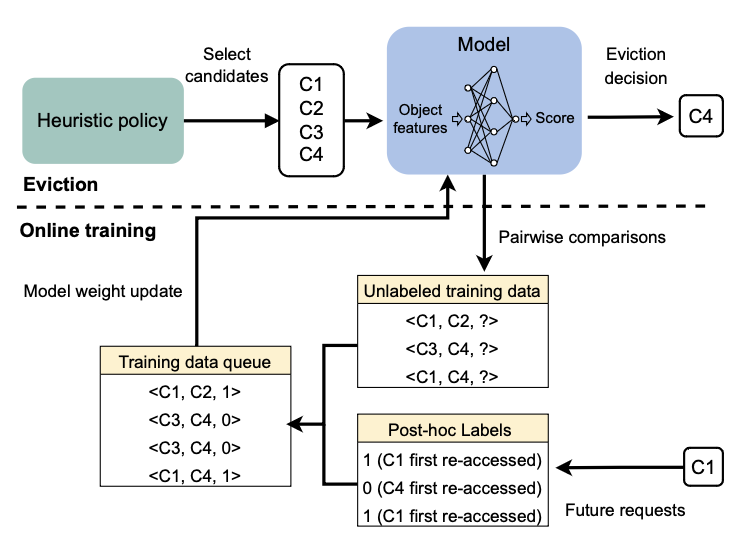 Select
candidates
Model
Eviction
decision
Heuristic policy
C1
C2
C3
C4
Object
features
Score
C4
Eviction
Online training
Pairwise comparisons
Model weight update
Unlabeled training data
<C1, C2, ?>
<C3, C4, ?>
<C1, C4, ?>
Training data queue
<C1, C2, 1>
<C3, C4, 0>
<C3, C4, 0>
<C1, C4, 1>
Post-hoc Labels
1 (C1 first re-accessed)
0 (C4 first re-accessed)
1 (C1 first re-accessed)
C1
Future requests